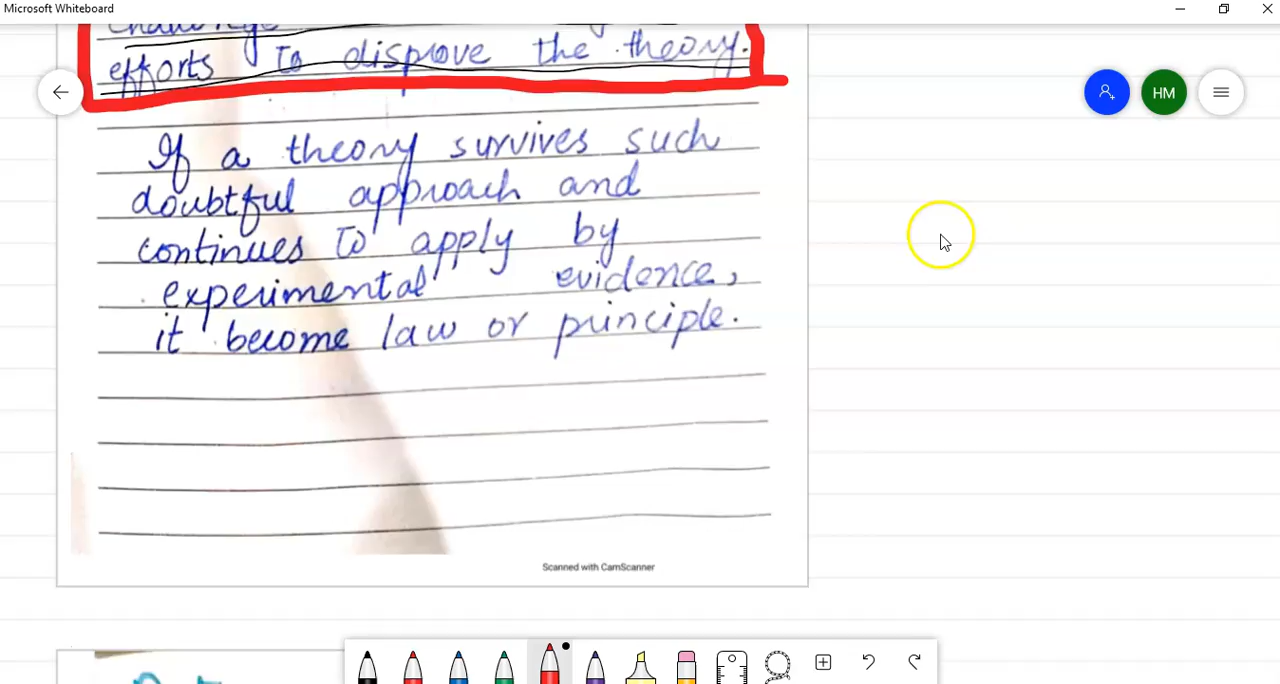 Microsoft Whiteboard
challenge
efforts to disprove the theory.
HM
If a theory survives such
doubtful approach and
continues to apply by
experimental evidence,
it become law or principle.
Scanned with CamScanner